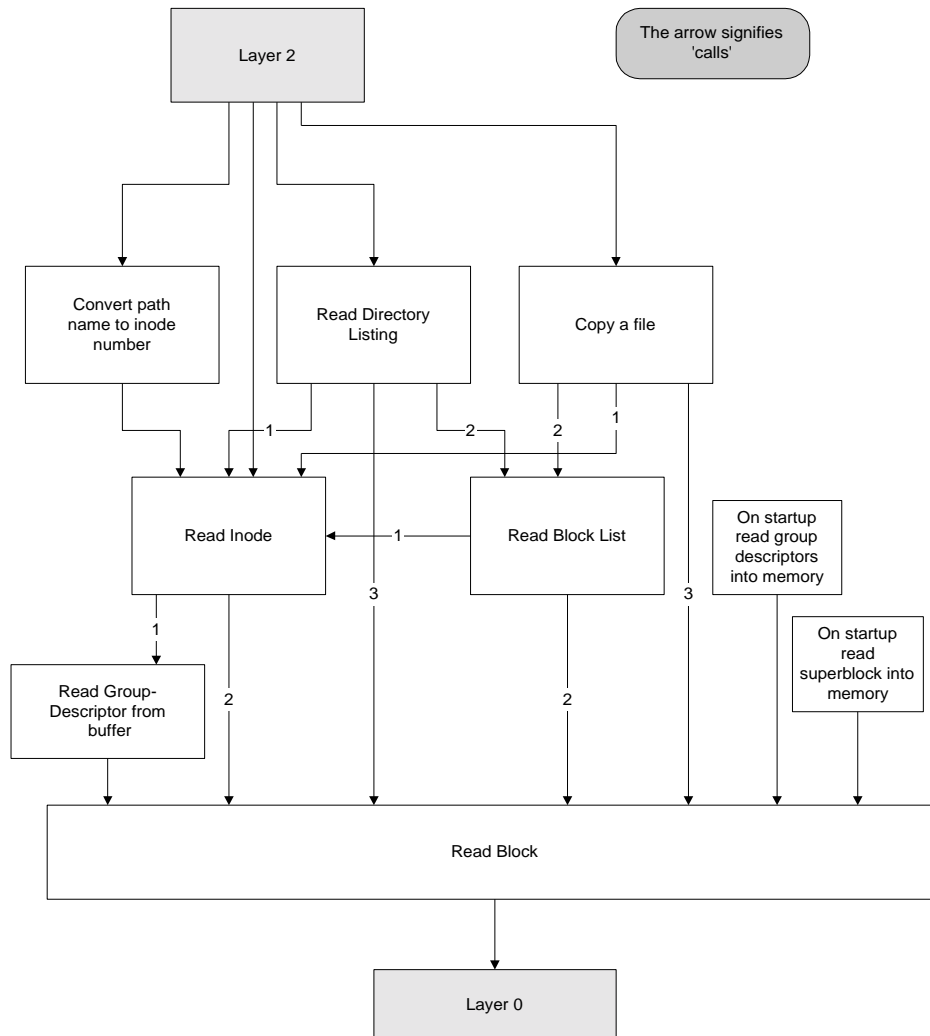 Layer 2
The arrow signifies
'calls'
Convert path
name to inode
number
Read Directory
Listing
Copy a file
1
2
2
1
Read Inode
1
Read Block List
On startup
read group
descriptors
into memory
3
3
1
On startup
read
superblock into
memory
Read Group-
Descriptor from
buffer
2
2
Read Block
Layer 0